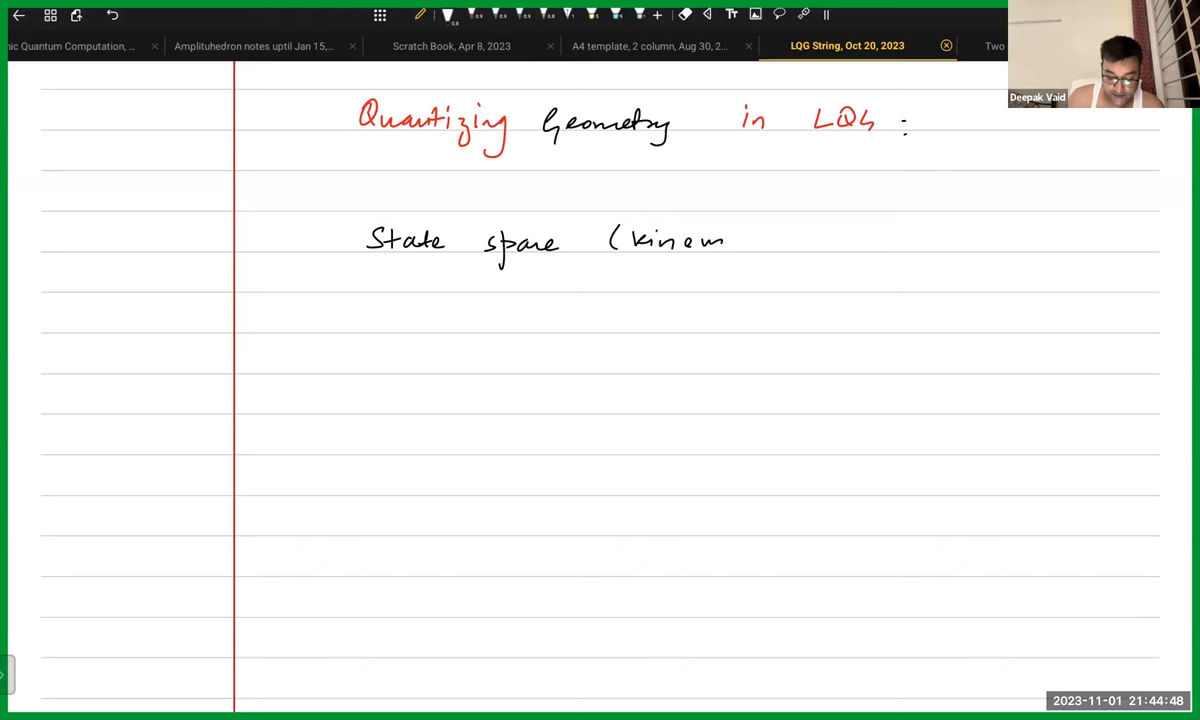 nic Quantum Computation, ... Amplituhedron notes uptil Jan 15,... Scratch Book, Apr 8, 2023 A4 template, 2 column, Aug 30, 2... LQG String, Oct 20, 2023 Two
Deepak Vaid
Quantizing Geometry in LQG :
State space (kinem
2023-11-01 21:44:48